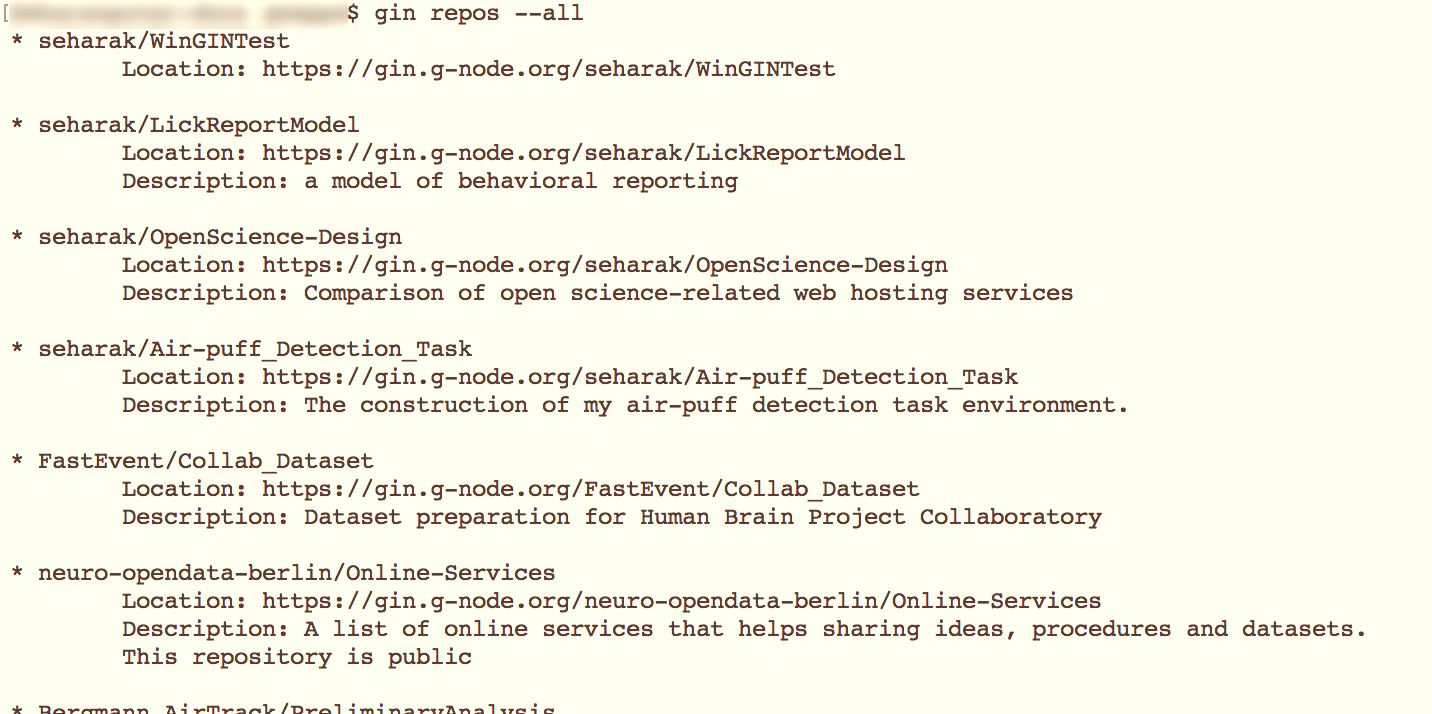 $ gin repos --all
* seharak/WinGINTest
Location: https://gin.g-node.org/seharak/WinGINTest
* seharak/LickReportModel
Location: https://gin.g-node.org/seharak/LickReportModel
Description: a model of behavioral reporting
* seharak/OpenScience-Design
Location: https://gin.g-node.org/seharak/OpenScience-Design
Description: Comparison of open science-related web hosting services
* seharak/Air-puff_Detection_Task
Location: https://gin.g-node.org/seharak/Air-puff_Detection_Task
Description: The construction of my air-puff detection task environment.
* FastEvent/Collab_Dataset
Location: https://gin.g-node.org/FastEvent/Collab_Dataset
Description: Dataset preparation for Human Brain Project Collaboratory
* neuro-opendata-berlin/Online-Services
Location: https://gin.g-node.org/neuro-opendata-berlin/Online-Services
Description: A list of online services that helps sharing ideas, procedures and datasets.
This repository is public
* Bergmann_AirTrack/PreliminaryAnalysis